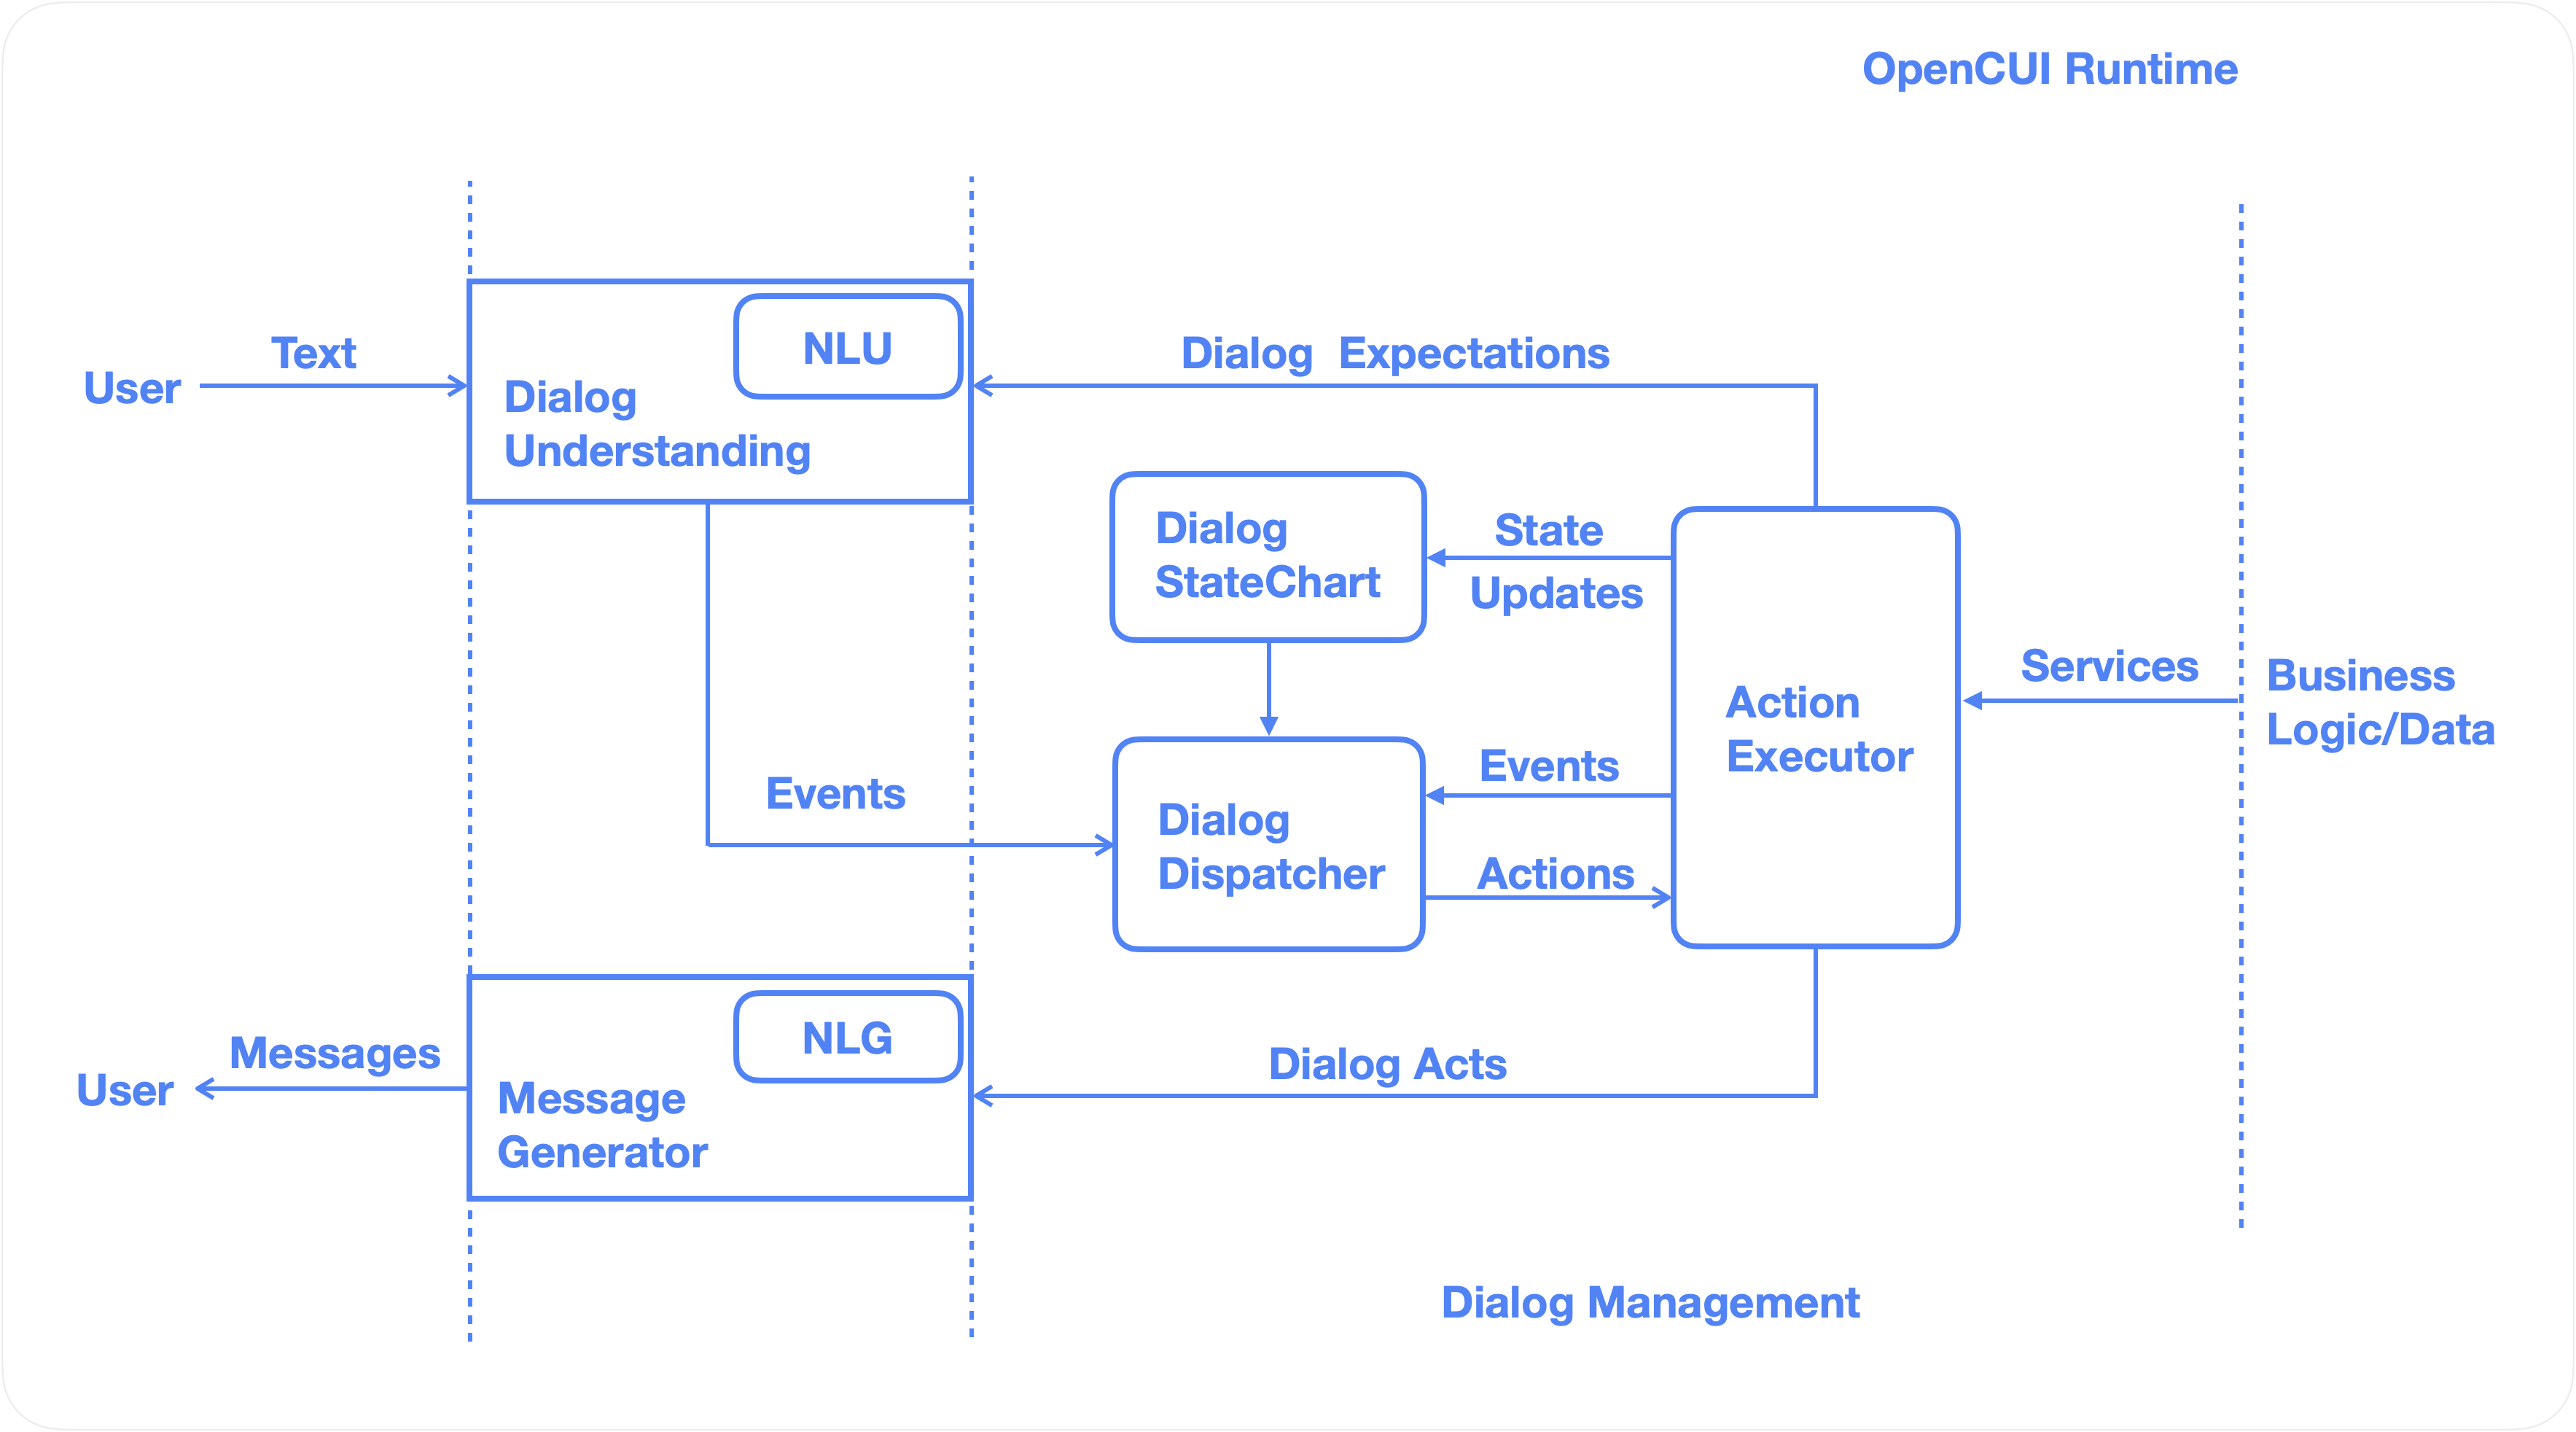 OpenCUI Runtime
NLU
Text
User
Dialog
Understanding
Dialog Expectations
Dialog
StateChart
State
Updates
Services
Business
Logic/Data
Action
Executor
Events
Events
Dialog
Dispatcher
Actions
NLG
Messages
User
Message
Generator
Dialog Acts
Dialog Management